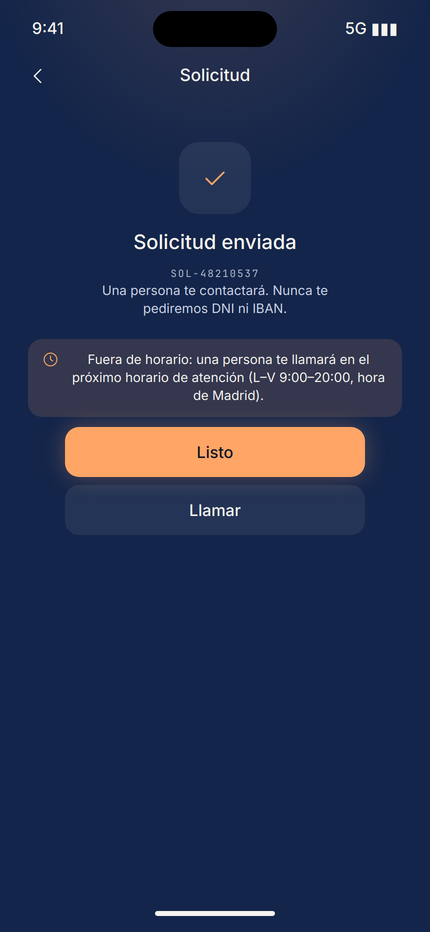 9:41
5G
Solicitud
Solicitud enviada
SOL-48210537
Una persona te contactará. Nunca te
pediremos DNI ni IBAN.
Fuera de horario: una persona te llamará en el
próximo horario de atención (L–V 9:00–20:00, hora
de Madrid).
Listo
Llamar